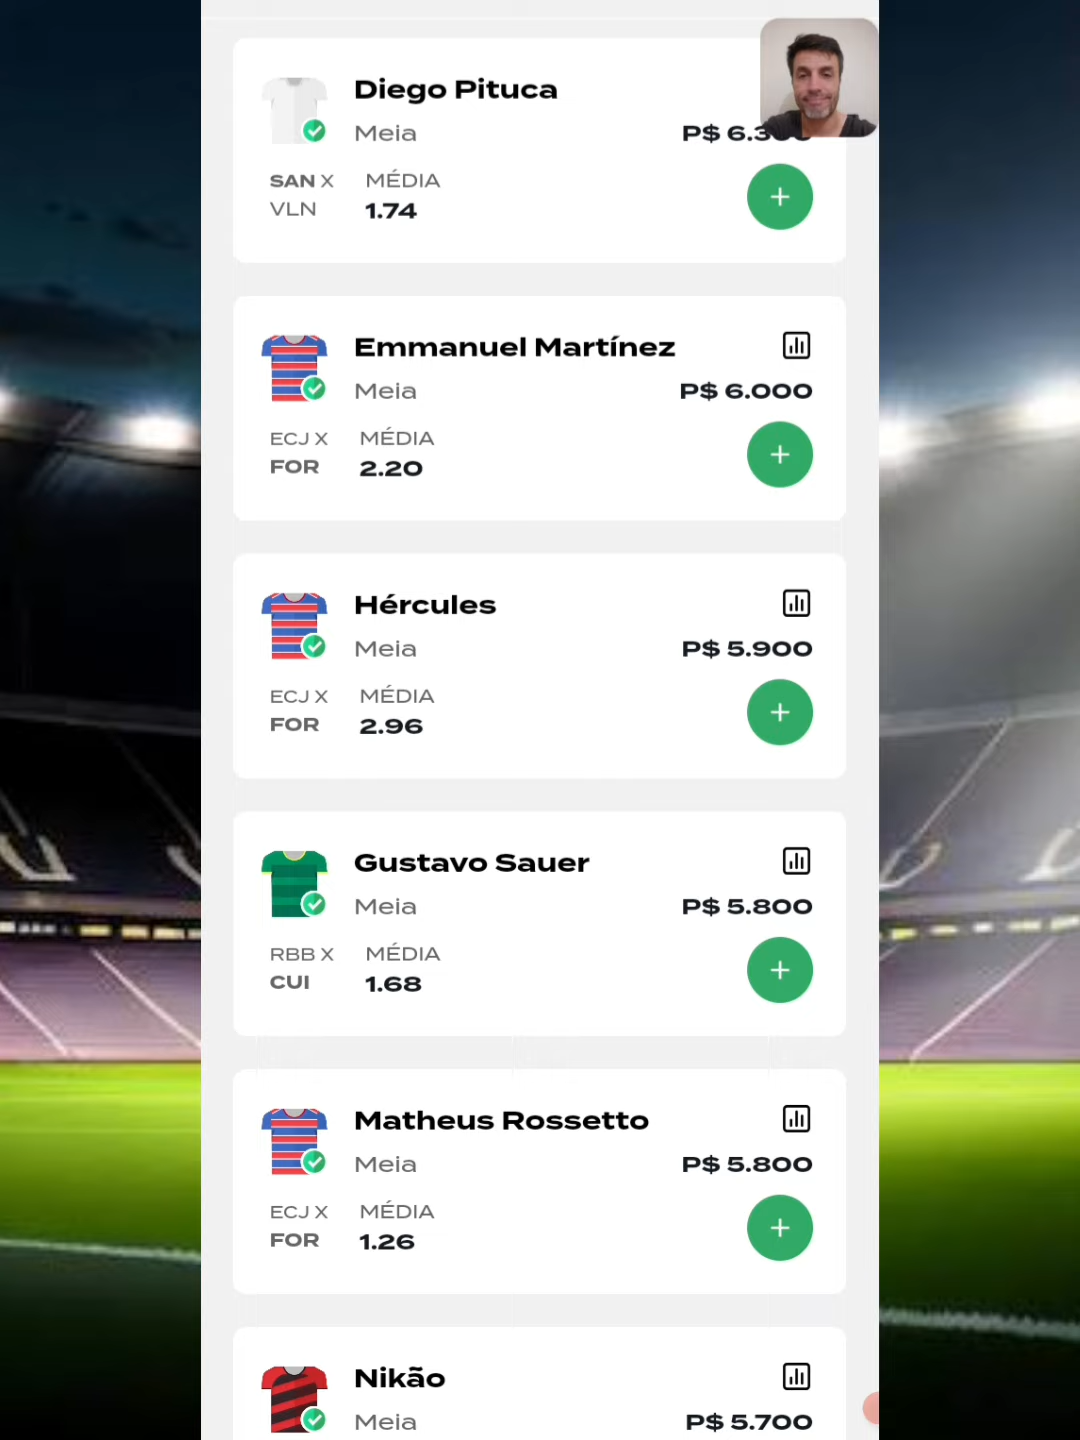 Diego Pituca
Meia
P$ 6.3
SAN X MÉDIA
VLN 1.74
Emmanuel Martínez
Meia P$ 6.000
ECJ X MÉDIA
FOR 2.20
Hércules
Meia P$ 5.900
ECJ X MÉDIA
FOR 2.96
Gustavo Sauer
Meia P$ 5.800
RBB X MÉDIA
CUI 1.68
Matheus Rossetto
Meia P$ 5.800
ECJ X MÉDIA
FOR 1.26
Nikão
Meia P$ 5.700